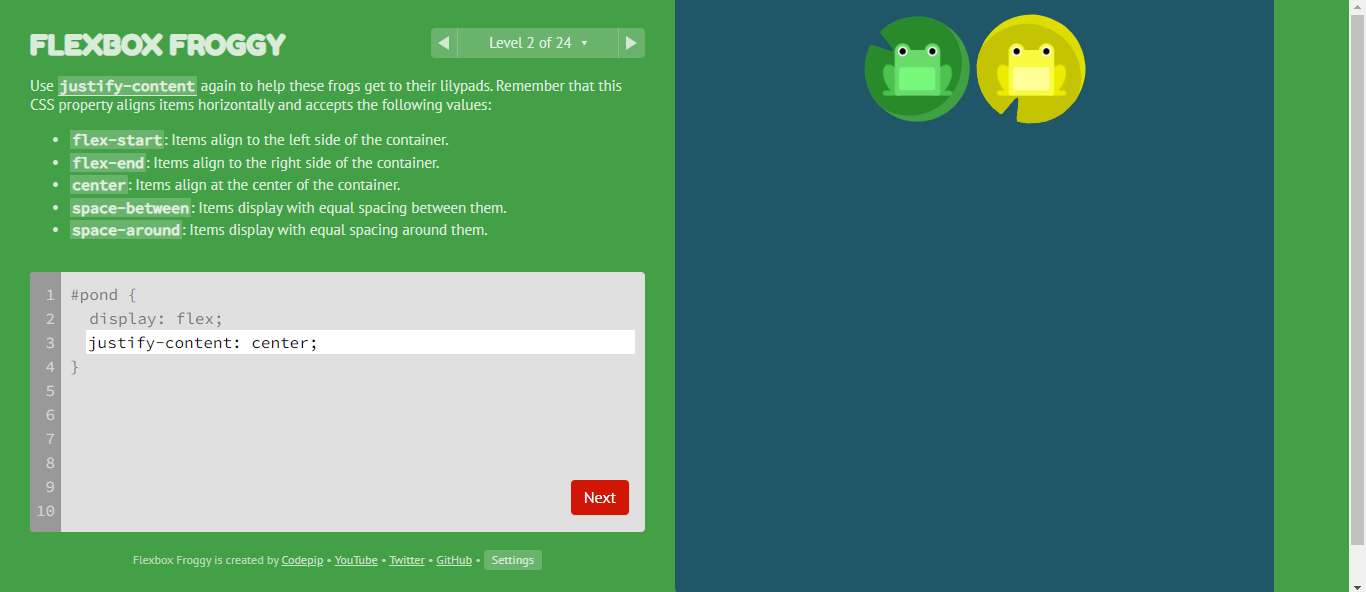 FLEXBOX FROGGY
Level 2 of 24
Use justify-content again to help these frogs get to their lilypads. Remember that this
CSS property aligns items horizontally and accepts the following values:
• flex-start: Items align to the left side of the container.
• flex-end: Items align to the right side of the container.
• center: Items align at the center of the container.
• space-between: Items display with equal spacing between them.
• space-around: Items display with equal spacing around them.
1 #pond {
2 display: flex;
3 justify-content: center;
4 }
5
6
7
8
9
10
Next
Flexbox Froggy is created by Codepip • YouTube • Twitter • GitHub • Settings